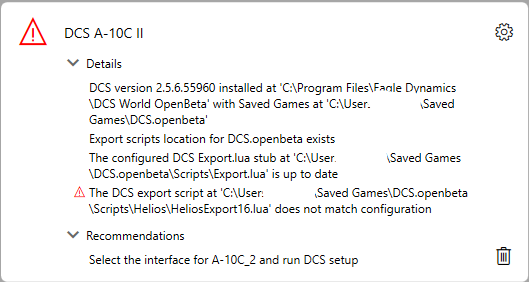 DCS A-10C II
Details
DCS version 2.5.6.55960 installed at 'C:\Program Files\Eagle Dynamics
\DCS World OpenBeta' with Saved Games at 'C:\User. \Saved
Games\DCS.openbeta'
Export scripts location for DCS.openbeta exists
The configured DCS Export.lua stub at 'C:\User. \Saved Games
\DCS.openbeta\Scripts\Export.lua' is up to date
The DCS export script at 'C:\User: \Saved Games\DCS.openbeta
\Scripts\Helios\HeliosExport16.lua' does not match configuration
Recommendations
Select the interface for A-10C_2 and run DCS setup